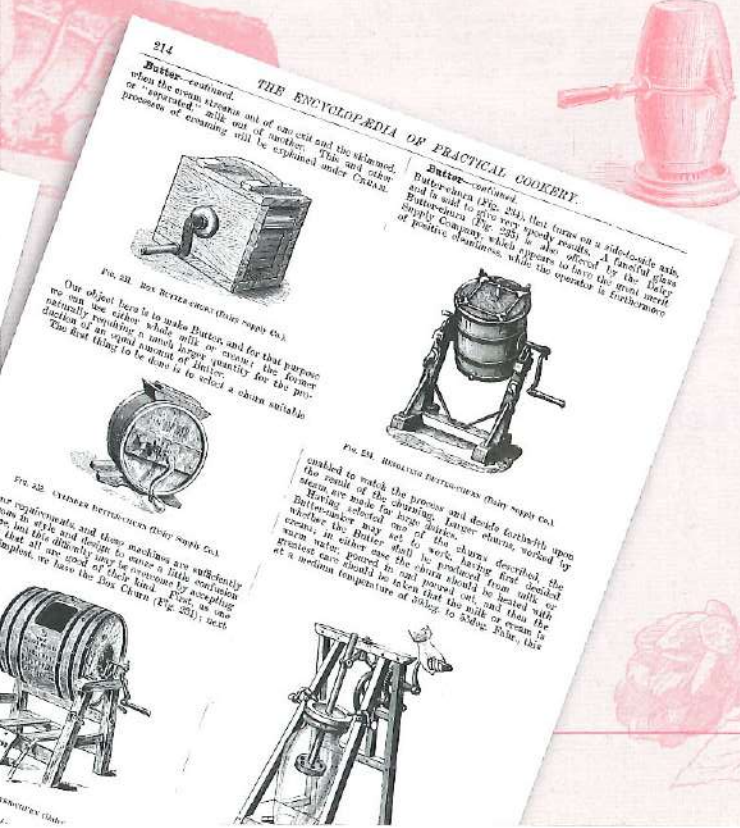 214
THE ENCYCLOPÆDIA OF PRACTICAL COOKERY.
Butter—continued.
when the cream streams out of one exit and the skimmed,
or "separated," milk out of another. This and other
processes of creaming will be explained under CREAM.
FIG. 231. BOX BUTTER-CHURN (Dairy Supply Co.).
Our object here is to make Butter, and for that purpose
we can use either whole milk or cream; the former
naturally requiring a much larger quantity for the pro-
duction of an equal amount of Butter.
The first thing to be done is to select a churn suitable
FIG. 232. CYLINDER BUTTER-CHURN (Dairy Supply Co.).
our requirements, and these machines are sufficiently
in style and design to cause a little confusion
but this difficulty may be overcome by accepting
that all are good of their kind. First, as one
simplest, we have the Box Churn (Fig. 231); next
Butter—continued.
Butter-churn (Fig. 234), that turns on a side-to-side axis,
and is said to give very speedy results. A fanciful glass
Butter-churn (Fig. 235) is also offered by the Dairy
Supply Company, which appears to have the great merit
of positive cleanliness, while the operator is furthermore
FIG. 234. REVOLVING BUTTER-CHURN (Dairy Supply Co.).
enabled to watch the process and decide forthwith upon
the result of the churning. Larger churns, worked by
steam, are made for large dairies.
Having selected one of the churns described, the
Butter-maker may set to work, having first decided
whether the Butter shall be produced from milk or
cream; in either case the churn should be heated with
warm water, poured in and poured out, and then the
greatest care should be taken that the milk or cream is
at a medium temperature of to 55deg. Fahr., this